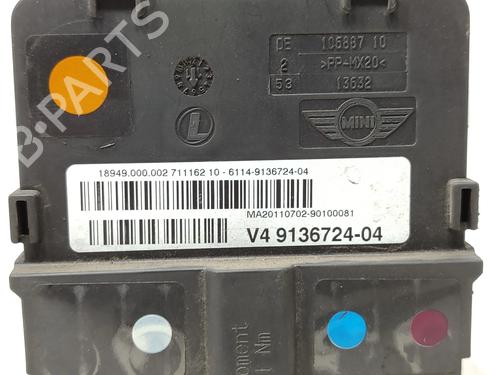 DE 105887 10
2 >PP-MX20<
53 13632
MINI
L
18949.000.002 711162 10 - 6114-9136724-04
MA20110702-90100081
V4 9136724-04
B-PARTS
Nm